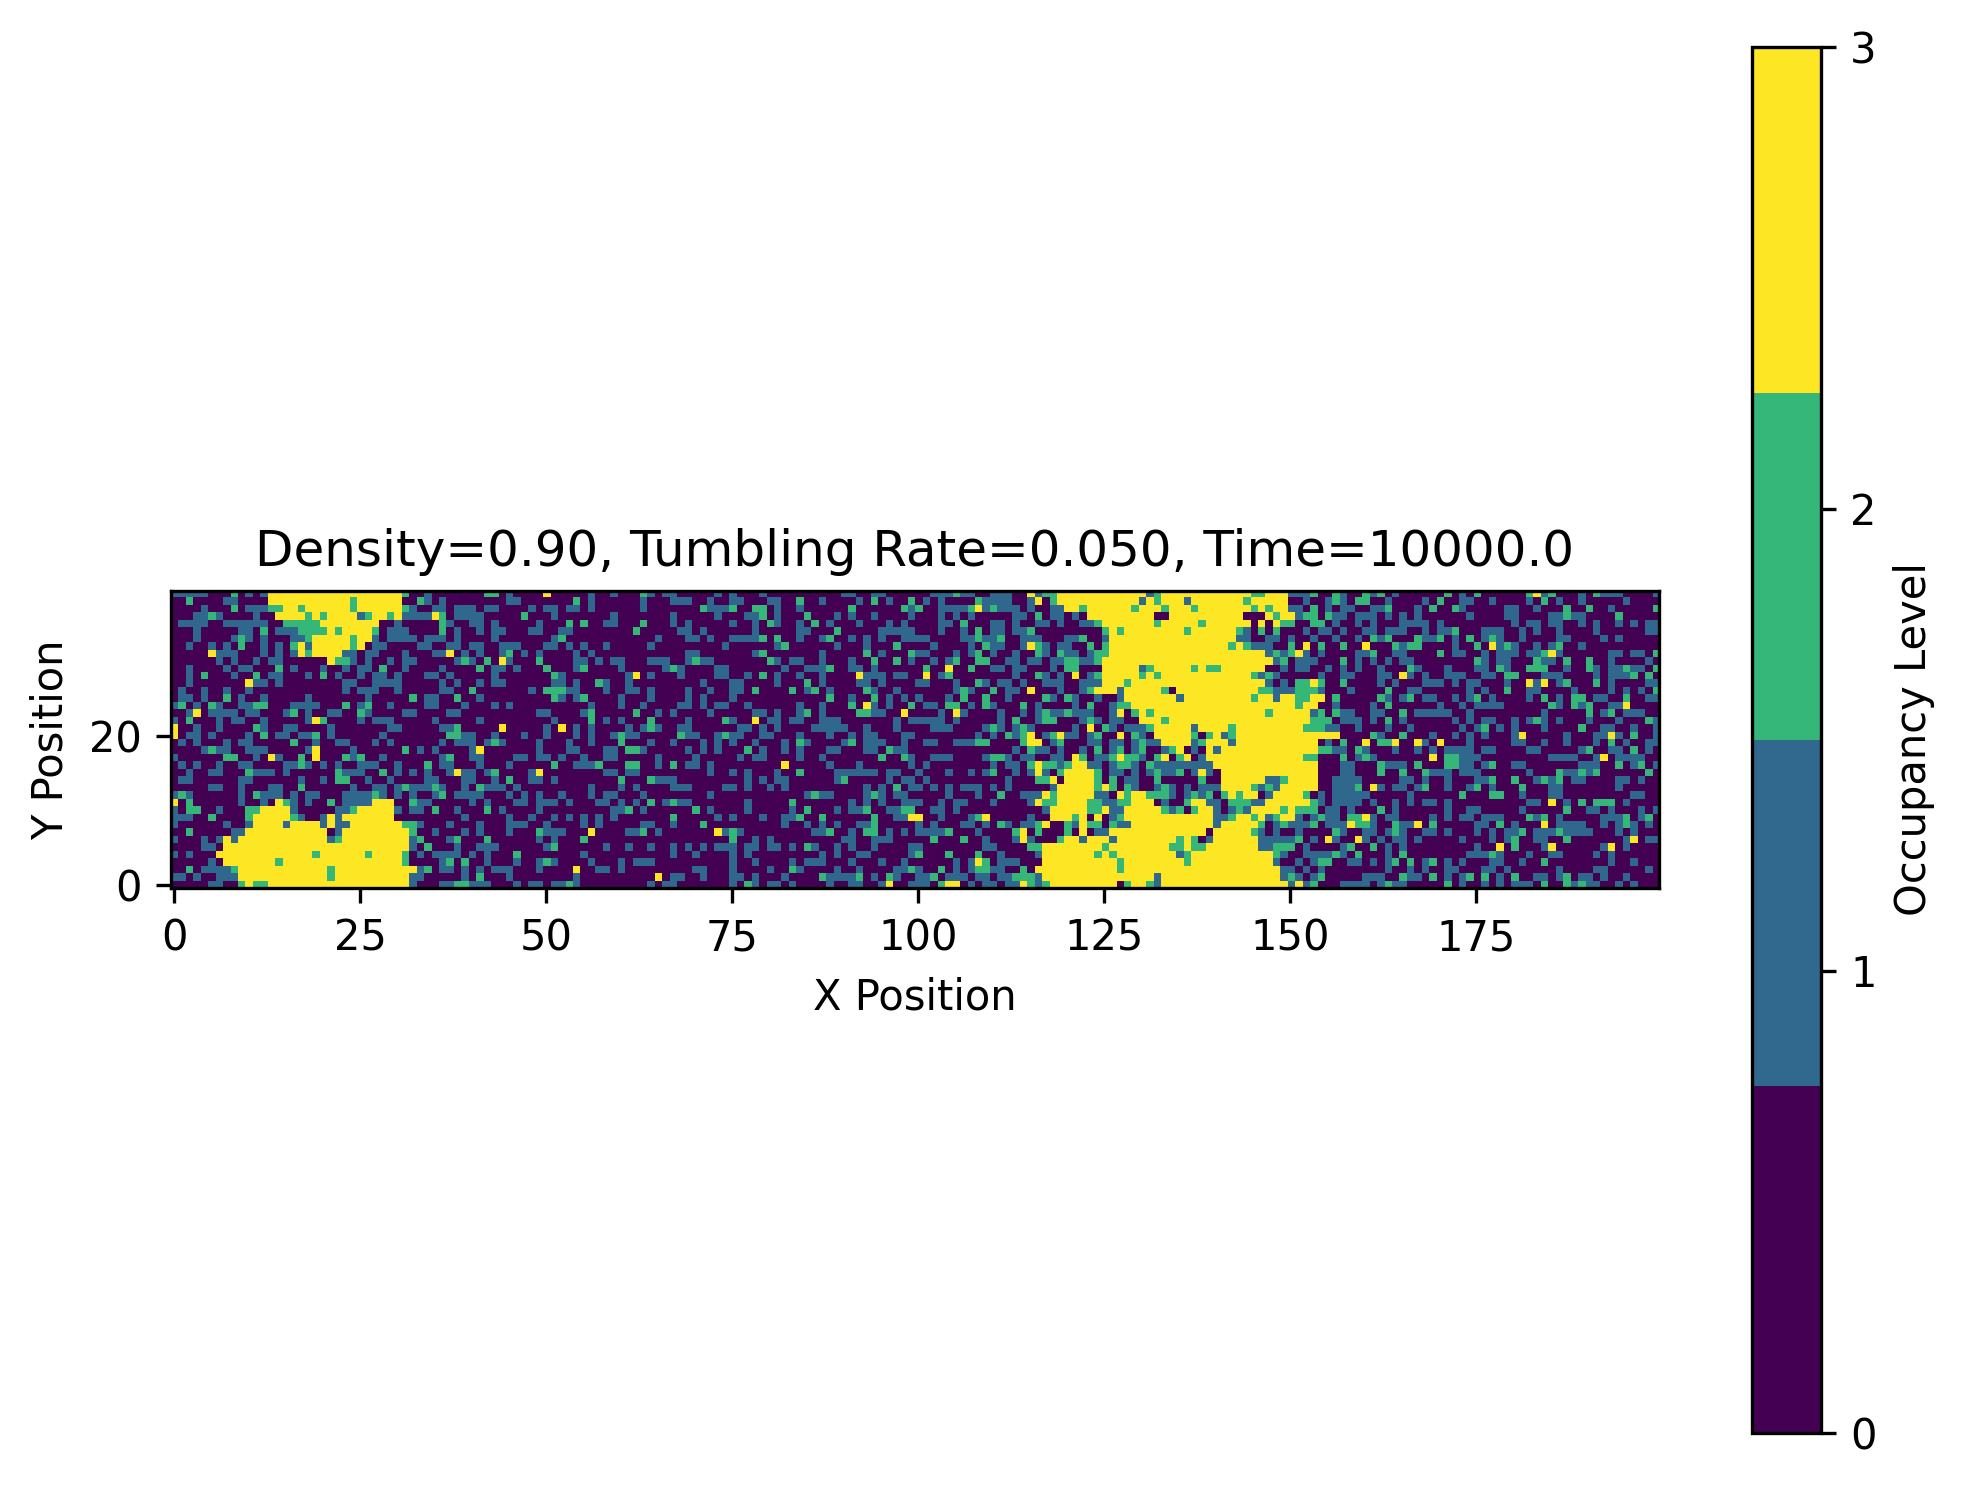 Density=0.90, Tumbling Rate=0.050, Time=10000.0
Y Position
20
0
0 25 50 75 100 125 150 175
X Position
3
2
1
0
Occupancy Level